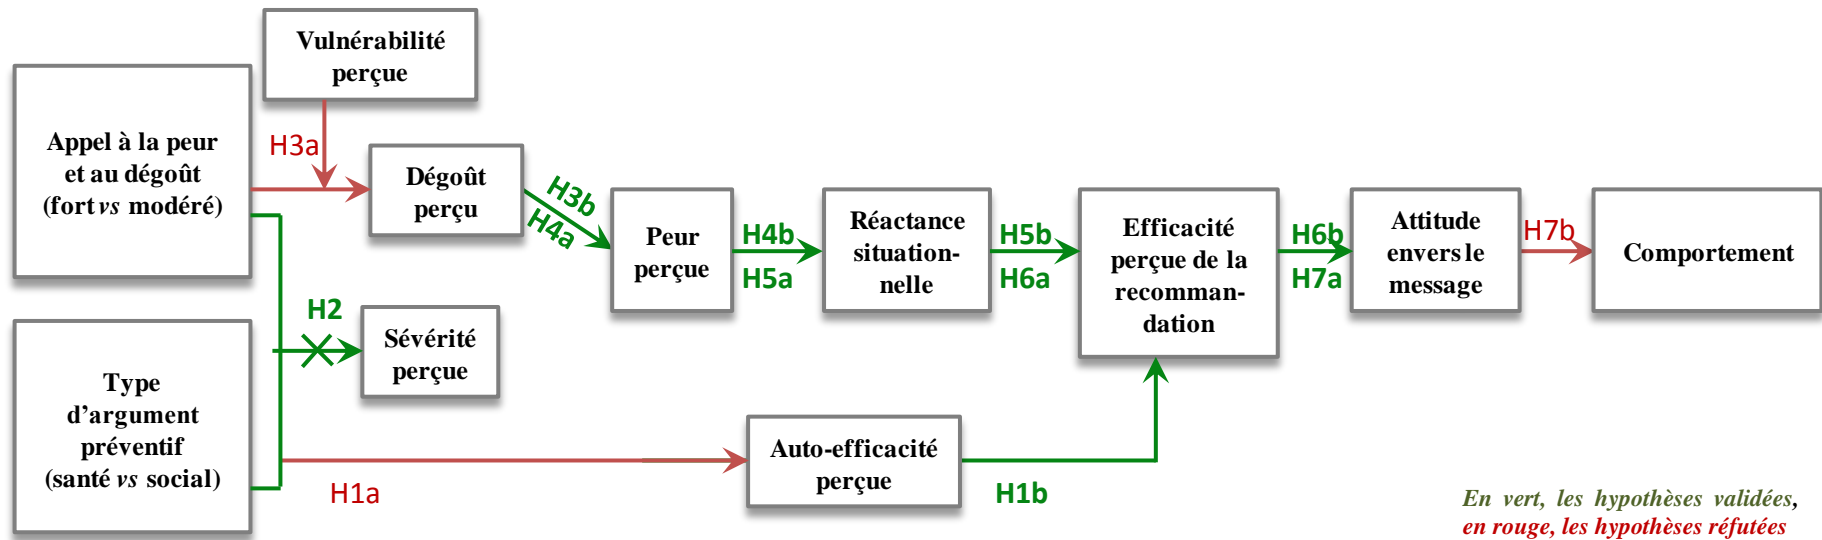 Vulnérabilité
perçue
Appel à la peur
et au dégoût
(fort vs modéré)
H3a
Dégoût
perçu
H3b
H4a
Peur
perçue
H4b
H5a
Réactance
situation-
nelle
H5b
H6a
Efficacité
perçue de la
recomman-
dation
H6b
H7a
Attitude
envers le
message
H7b
Comportement
H2
Sévérité
perçue
Type
d’argument
préventif
(santé vs social)
H1a
Auto-efficacité
perçue
H1b
En vert, les hypothèses validées,
en rouge, les hypothèses réfutées